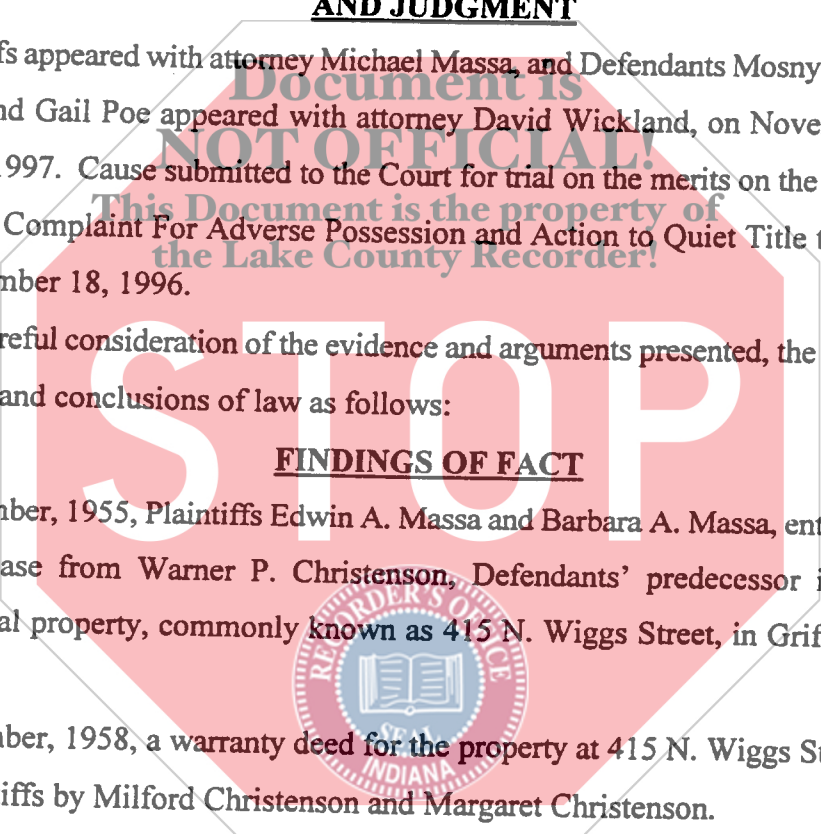 AND JUDGMENT
fs appeared with attorney Michael Massa, and Defendants Mosny
Document is
nd Gail Poe appeared with attorney David Wickland, on Nove
NOT OFFICIAL!
1997. Cause submitted to the Court for trial on the merits on the
This Document is the property of
Complaint For Adverse Possession and Action to Quiet Title
the Lake County Recorder!
mber 18, 1996.
reful consideration of the evidence and arguments presented, the
and conclusions of law as follows:
STOP
FINDINGS OF FACT
nber, 1955, Plaintiffs Edwin A. Massa and Barbara A. Massa, ent
ase from Warner P. Christenson, Defendants' predecessor i
al property, commonly known as 415 N. Wiggs Street, in Grif
RECORDER'S OFFICE
SEAL
INDIANA
nber, 1958, a warranty deed for the property at 415 N. Wiggs St
iffs by Milford Christenson and Margaret Christenson.